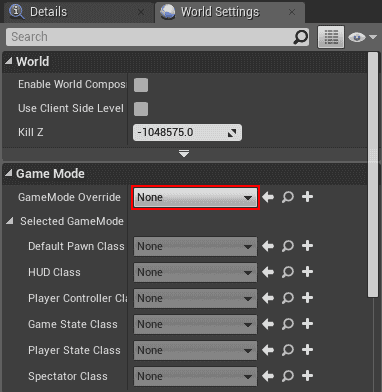 Details
World Settings
Search
World
Enable World Compos
Use Client Side Level
Kill Z
-1048575.0
Game Mode
GameMode Override
None
Selected GameMode
Default Pawn Class
None
HUD Class
None
Player Controller Cla
None
Game State Class
None
Player State Class
None
Spectator Class
None